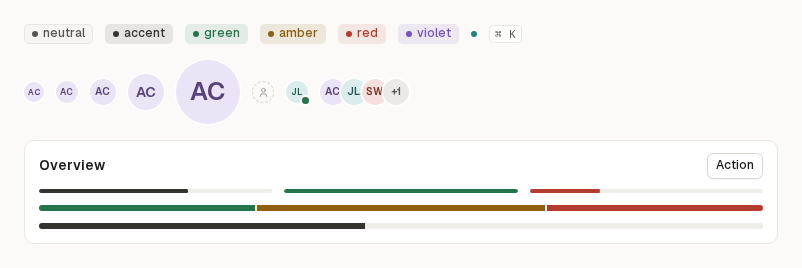 neutral accent green amber red violet ⌘ K
AC AC AC AC AC JL AC JL SW +1
Overview Action